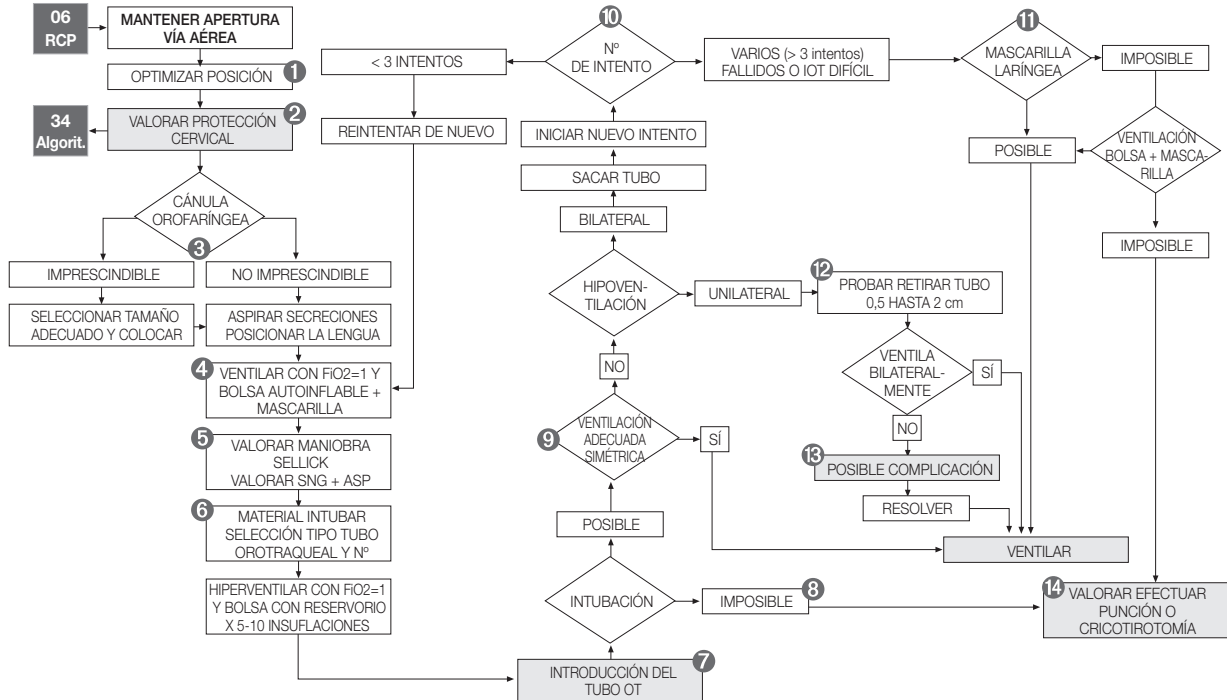 06
RCP
MANTENER APERTURA
VÍA AÉREA
1
OPTIMIZAR POSICIÓN
2
34
Algorit.
VALORAR PROTECCIÓN
CERVICAL
CÁNULA
OROFARÍNGEA
3
IMPRESCINDIBLE
NO IMPRESCINDIBLE
SELECCIONAR TAMAÑO
ADECUADO Y COLOCAR
ASPIRAR SECRECIONES
POSICIONAR LA LENGUA
4
VENTILAR CON FiO2=1 Y
BOLSA AUTOINFLABLE +
MASCARILLA
5
VALORAR MANIOBRA
SELLICK
VALORAR SNG + ASP
6
MATERIAL INTUBAR
SELECCIÓN TIPO TUBO
OROTRAQUEAL Y Nº
HIPERVENTILAR CON FiO2=1
Y BOLSA CON RESERVORIO
X 5-10 INSUFLACIONES
7
INTRODUCCIÓN DEL
TUBO OT
INTUBACIÓN
IMPOSIBLE
8
POSIBLE
9
VENTILACIÓN
ADECUADA
SIMÉTRICA
SÍ
NO
HIPOVEN-
TILACIÓN
UNILATERAL
BILATERAL
SACAR TUBO
INICIAR NUEVO INTENTO
10
Nº
DE INTENTO
< 3 INTENTOS
REINTENTAR DE NUEVO
VARIOS (> 3 intentos)
FALLIDOS O IOT DIFÍCIL
11
MASCARILLA
LARÍNGEA
IMPOSIBLE
POSIBLE
VENTILACIÓN
BOLSA + MASCA-
RILLA
IMPOSIBLE
12
PROBAR RETIRAR TUBO
0,5 HASTA 2 cm
VENTILA
BILATERAL-
MENTE
SÍ
NO
13
POSIBLE COMPLICACIÓN
RESOLVER
VENTILAR
14
VALORAR EFECTUAR
PUNCIÓN O
CRICOTIROTOMÍA